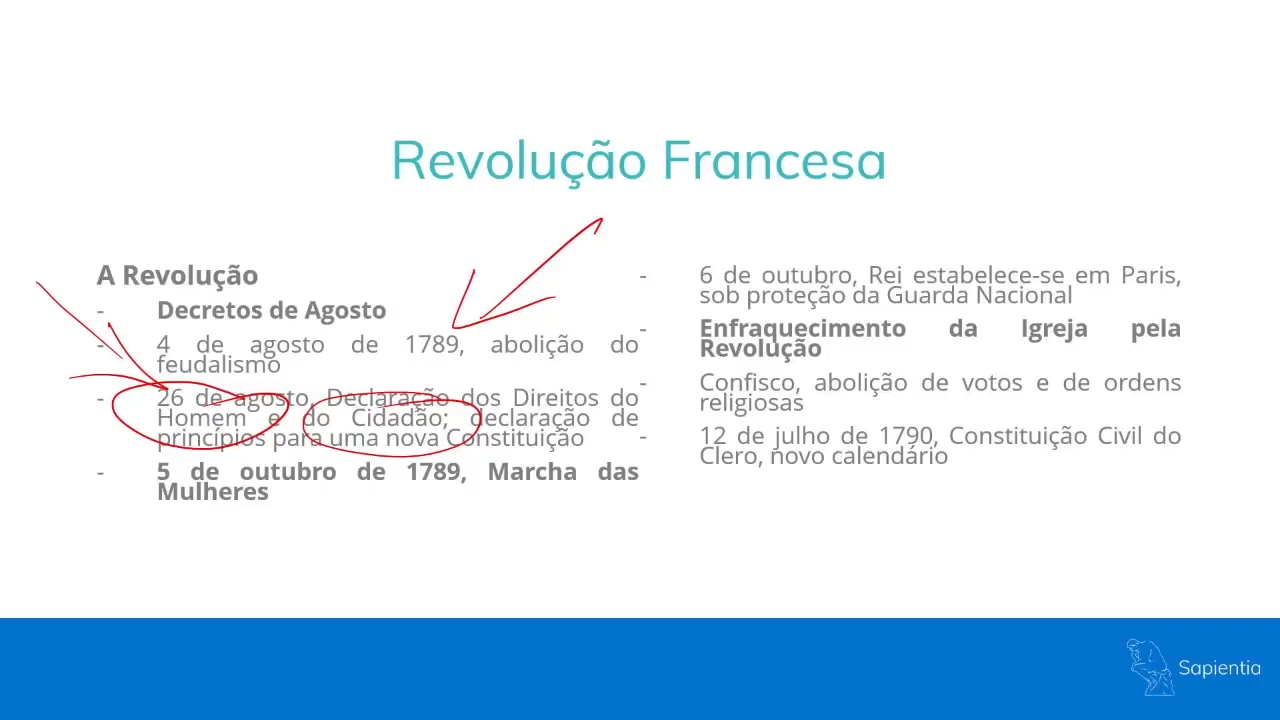 Revolução Francesa
A Revolução
- Decretos de Agosto
- 4 de agosto de 1789, abolição do
feudalismo
- 26 de agosto, Declaração dos Direitos do
Homem e do Cidadão; declaração de
princípios para uma nova Constituição
- 5 de outubro de 1789, Marcha das
Mulheres
- 6 de outubro, Rei estabelece-se em Paris,
sob proteção da Guarda Nacional
- Enfraquecimento da Igreja pela
Revolução
- Confisco, abolição de votos e de ordens
religiosas
- 12 de julho de 1790, Constituição Civil do
Clero, novo calendário
Sapientia